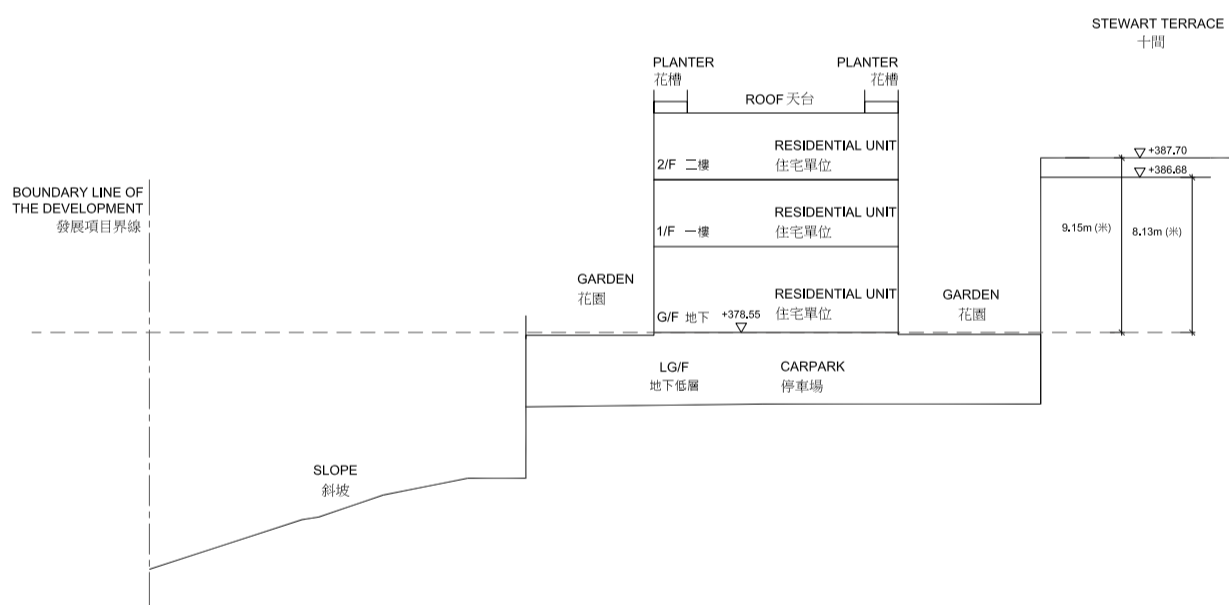 STEWART TERRACE
十間
PLANTER
花槽
PLANTER
花槽
ROOF 天台
RESIDENTIAL UNIT
2/F 二樓 住宅單位
+387.70
+386.68
BOUNDARY LINE OF
THE DEVELOPMENT
發展項目界線
RESIDENTIAL UNIT
1/F 一樓 住宅單位
9.15m (米)
8.13m (米)
GARDEN
花園
RESIDENTIAL UNIT
G/F 地下 +378.55 住宅單位
GARDEN
花園
LG/F
地下低層
CARPARK
停車場
SLOPE
斜坡